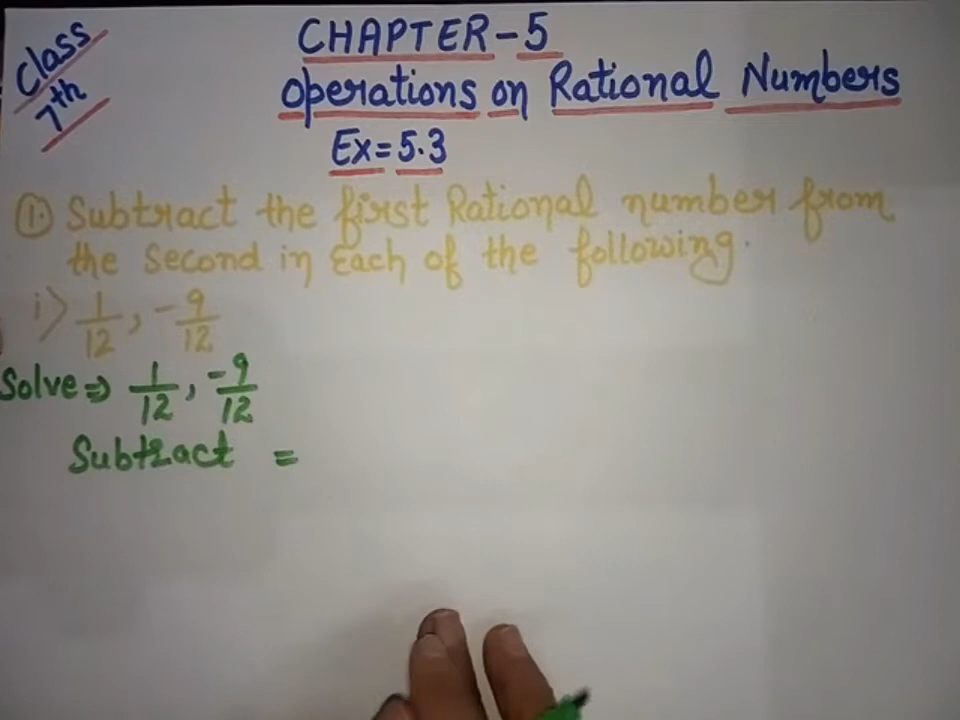 Class
7th
CHAPTER-5
Operations on Rational Numbers
Ex=5.3
① Subtract the first Rational number from
the second in Each of the following.
i) 1/12, -9/12
Solve⇒ 1/12, -9/12
Subtract =